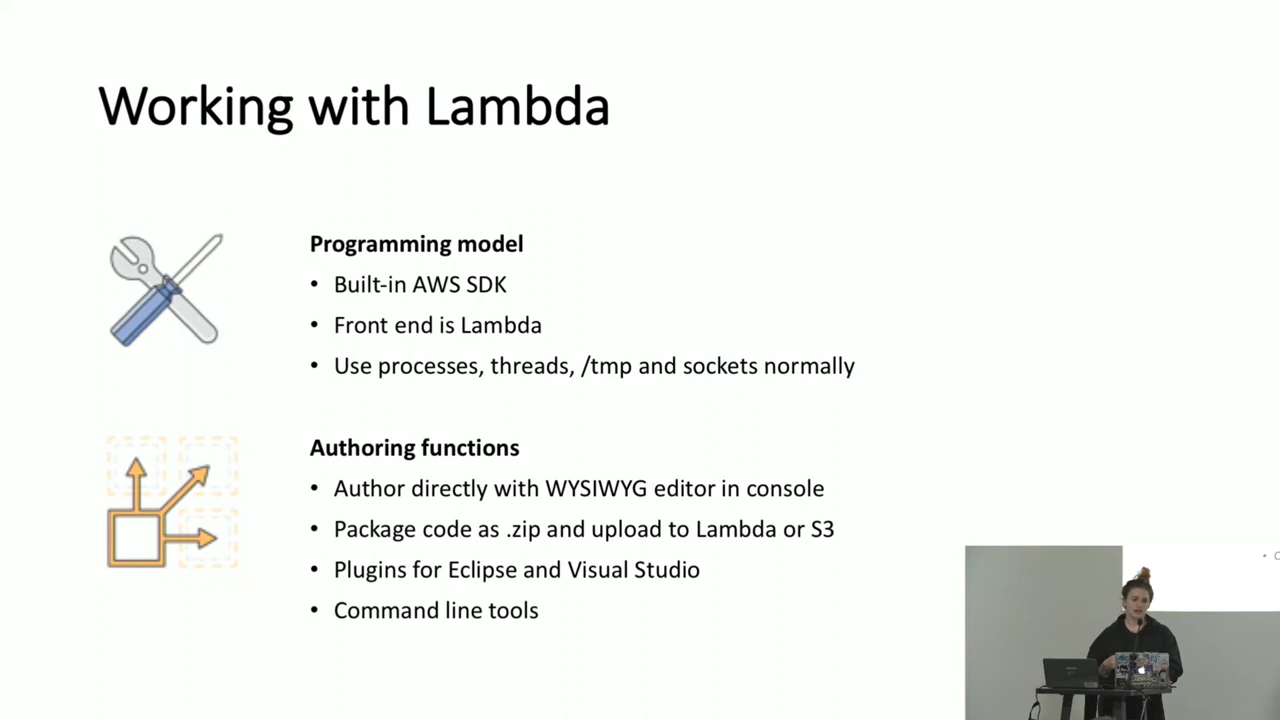 Working with Lambda
Programming model
• Built-in AWS SDK
• Front end is Lambda
• Use processes, threads, /tmp and sockets normally
Authoring functions
• Author directly with WYSIWYG editor in console
• Package code as .zip and upload to Lambda or S3
• Plugins for Eclipse and Visual Studio
• Command line tools